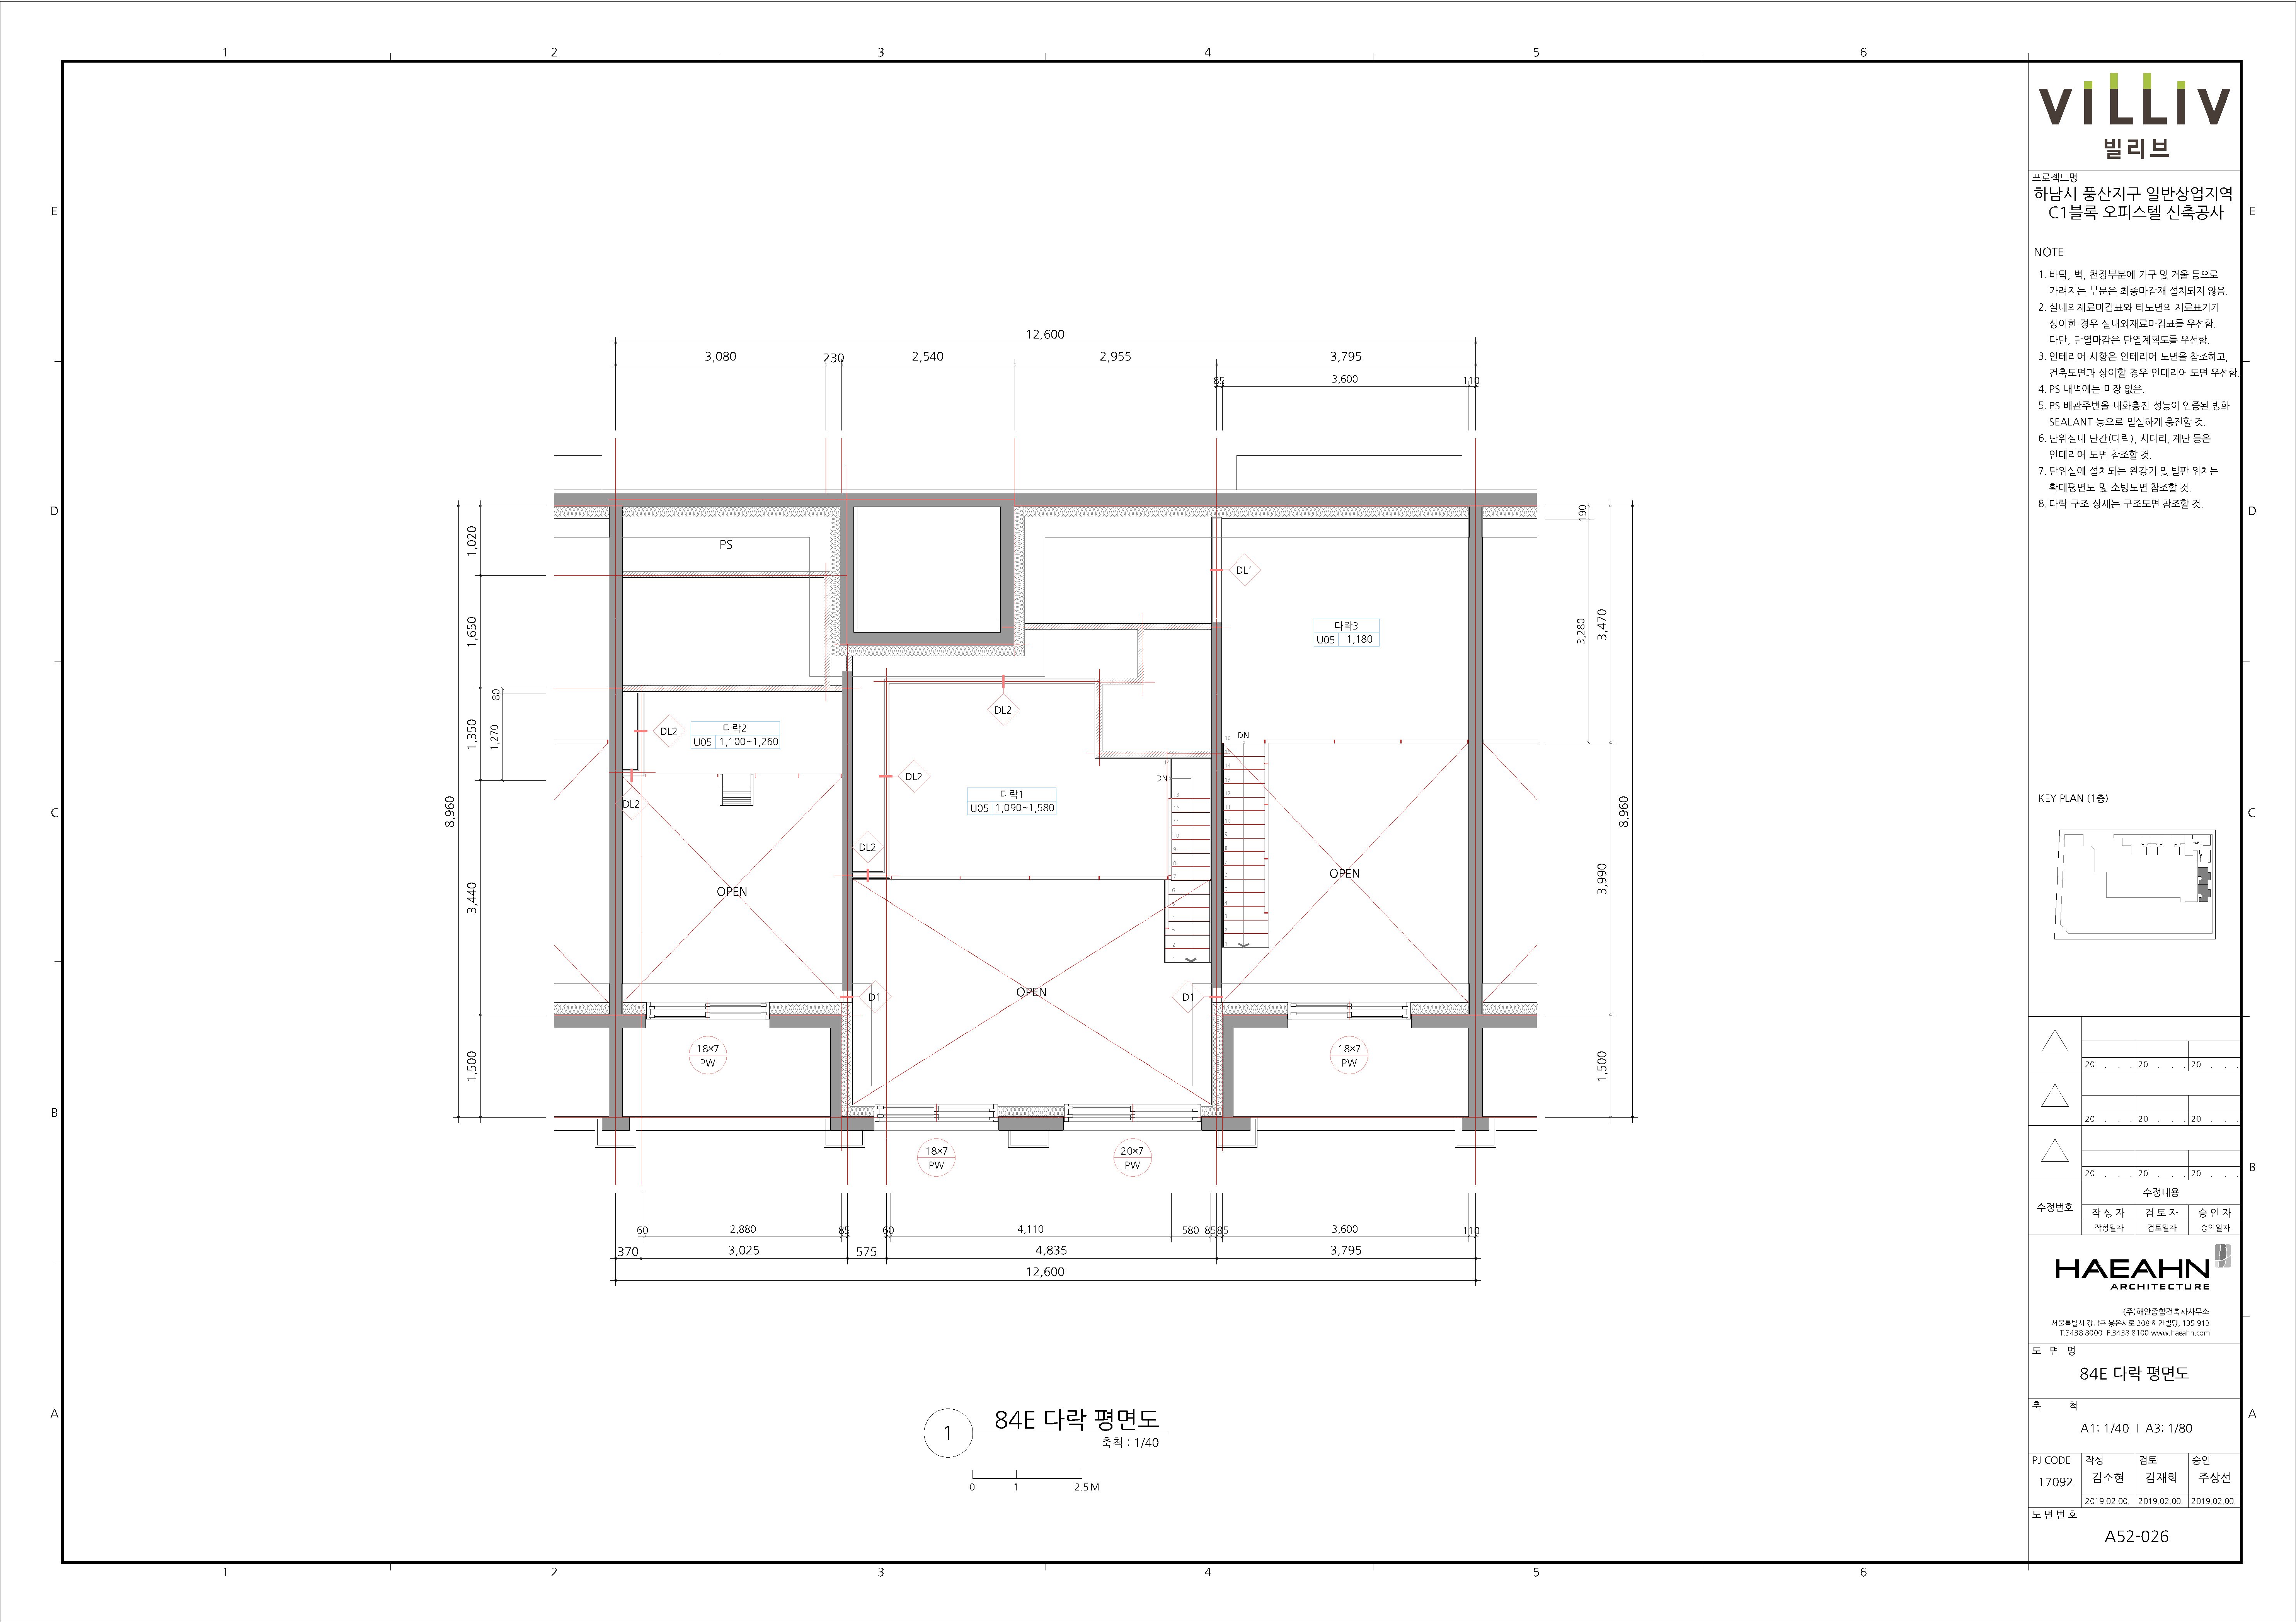 1 2 3 4 5 6
E
D
C
B
A
E
D
C
B
A
VILLIV
빌리브
프로젝트명
하남시 풍산지구 일반상업지역
C1블록 오피스텔 신축공사
NOTE
1. 바닥, 벽, 천장부분에 가구 및 거울 등으로
가려지는 부분은 최종마감재 설치되지 않음.
2. 실내외재료마감표와 타도면의 재료표기가
상이한 경우 실내외재료마감표를 우선함.
다만, 단열마감은 단열계획도를 우선함.
3. 인테리어 사항은 인테리어 도면을 참조하고,
건축도면과 상이할 경우 인테리어 도면 우선함.
4. PS 내벽에는 미장 없음.
5. PS 배관주변을 내화충전 성능이 인증된 방화
SEALANT 등으로 밀실하게 충진할 것.
6. 단위실내 난간(다락), 사다리, 계단 등은
인테리어 도면 참조할 것.
7. 단위실에 설치되는 완강기 및 발판 위치는
확대평면도 및 소방도면 참조할 것.
8. 다락 구조 상세는 구조도면 참조할 것.
12,600
3,080 230 2,540 2,955 3,795
85 3,600 110
1,020
1,650
80
1,350
1,270
8,960
3,440
1,500
190
3,470
3,280
8,960
3,990
1,500
PS
DL1
다락3
U05 1,180
DL2
DL2
다락2
U05 1,100~1,260
DN
DL2
DN
다락1
U05 1,090~1,580
DL2
DL2
OPEN
OPEN
OPEN
D1
D1
18×7
PW
18×7
PW
18×7
PW
20×7
PW
60 2,880 85 60 4,110 580 85 85 3,600 110
370 3,025 575 4,835 3,795
12,600
1
84E 다락 평면도
축척 : 1/40
0 1 2.5 M
KEY PLAN (1층)
20 . . . 20 . . . 20 . . .
20 . . . 20 . . . 20 . . .
20 . . . 20 . . . 20 . . .
수정번호
수정내용
작 성 자 검 토 자 승 인 자
작성일자 검토일자 승인일자
HAEAHN
ARCHITECTURE
(주)해안종합건축사사무소
서울특별시 강남구 봉은사로 208 해안빌딩, 135-913
T.3438 8000 F.3438 8100 www.haeahn.com
도 면 명
84E 다락 평면도
축 척
A1: 1/40 I A3: 1/80
PJ CODE 작성 검토 승인
17092 김소현 김재희 주상선
2019.02.00. 2019.02.00. 2019.02.00.
도 면 번 호
A52-026
1 2 3 4 5 6